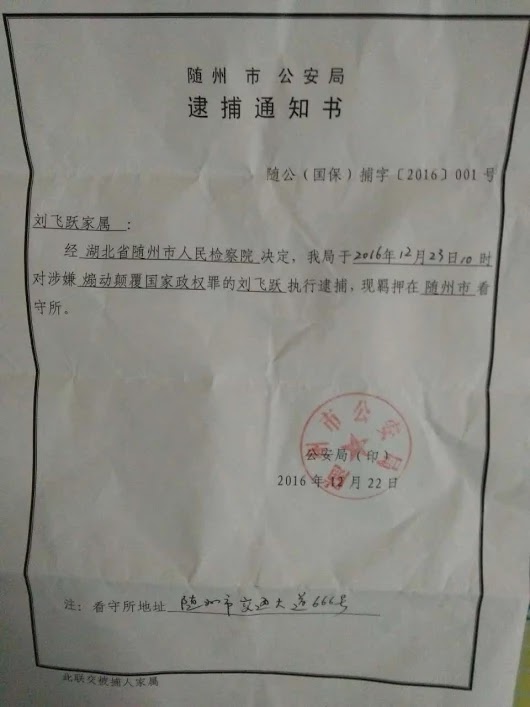 随州市公安局
逮捕通知书
随公（国保）捕字〔2016〕001号
刘飞跃家属：
经 湖北省随州市人民检察院 决定，我局于 2016年12月23日10 时
对涉嫌 煽动颠覆国家政权罪的刘飞跃 执行逮捕，现羁押在 随州市 看
守所。
随州市公安局
公安局（印）
2016年12月22日
注：看守所地址 随州市交通大道666号
此联交被捕人家属